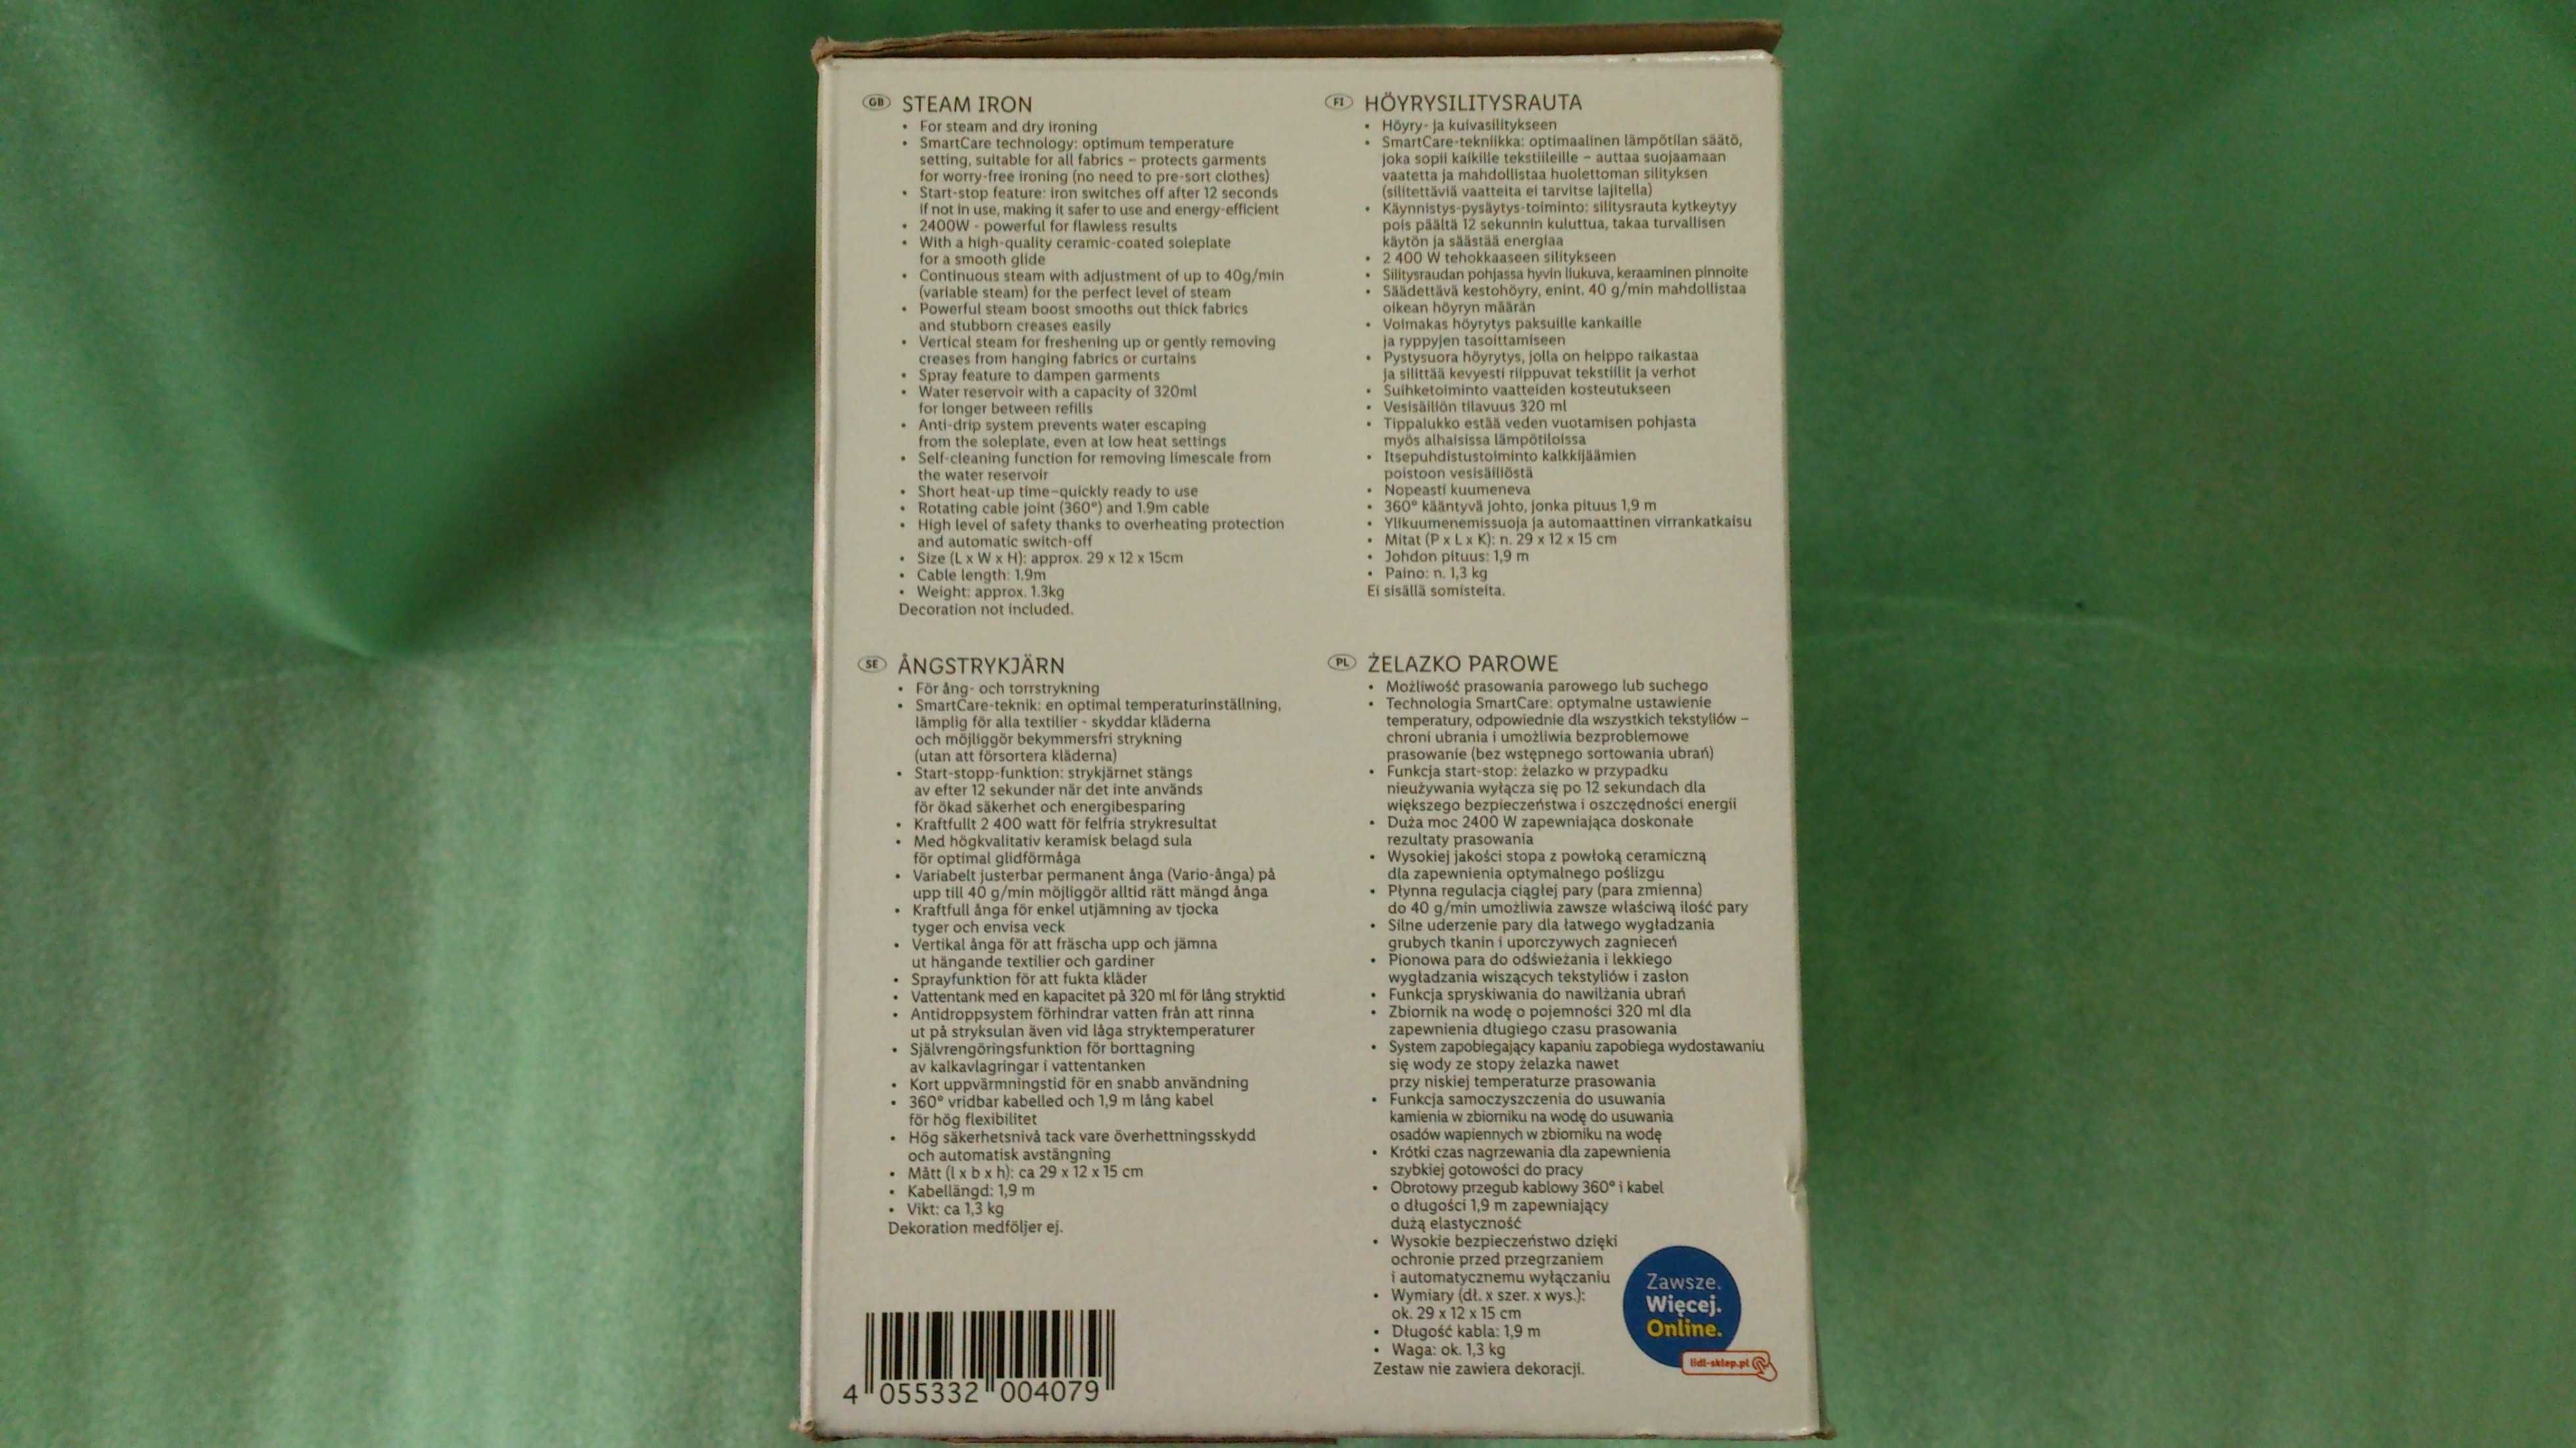 GB STEAM IRON
• For steam and dry ironing
• SmartCare technology: optimum temperature
setting, suitable for all fabrics – protects garments
for worry-free ironing (no need to pre-sort clothes)
• Start-stop feature: iron switches off after 12 seconds
if not in use, making it safer to use and energy-efficient
• 2400W - powerful for flawless results
• With a high-quality ceramic-coated soleplate
for a smooth glide
• Continuous steam with adjustment of up to 40g/min
(variable steam) for the perfect level of steam
• Powerful steam boost smooths out thick fabrics
and stubborn creases easily
• Vertical steam for freshening up or gently removing
creases from hanging fabrics or curtains
• Spray feature to dampen garments
• Water reservoir with a capacity of 320ml
for longer between refills
• Anti-drip system prevents water escaping
from the soleplate, even at low heat settings
• Self-cleaning function for removing limescale from
the water reservoir
• Short heat-up time–quickly ready to use
• Rotating cable joint (360°) and 1.9m cable
• High level of safety thanks to overheating protection
and automatic switch-off
• Size (L x W x H): approx. 29 x 12 x 15cm
• Cable length: 1.9m
• Weight: approx. 1.3kg
Decoration not included.
FI HÖYRYSILITYSRAUTA
• Höyry- ja kuivasilitykseen
• SmartCare-tekniikka: optimaalinen lämpötilan säätö,
joka sopii kaikille tekstiileille – auttaa suojaamaan
vaatetta ja mahdollistaa huolettoman silityksen
(silitettäviä vaatteita ei tarvitse lajitella)
• Käynnistys-pysäytys-toiminto: silitysrauta kytkeytyy
pois päältä 12 sekunnin kuluttua, takaa turvallisen
käytön ja säästää energiaa
• 2 400 W tehokkaaseen silitykseen
• Silitysraudan pohjassa hyvin liukuva, keraaminen pinnoite
• Säädettävä kestohöyry, enint. 40 g/min mahdollistaa
oikean höyryn määrän
• Voimakas höyrytys paksuille kankaille
ja ryppyjen tasoittamiseen
• Pystysuora höyrytys, jolla on helppo raikastaa
ja silittää kevyesti riippuvat tekstiilit ja verhot
• Suihketoiminto vaatteiden kosteutukseen
• Vesisäiliön tilavuus 320 ml
• Tippalukko estää veden vuotamisen pohjasta
myös alhaisissa lämpötiloissa
• Itsepuhdistustoiminto kalkkijäämien
poistoon vesisäiliöstä
• Nopeasti kuumeneva
• 360° kääntyvä johto, jonka pituus 1,9 m
• Ylikuumenemissuoja ja automaattinen virrankatkaisu
• Mitat (P x L x K): n. 29 x 12 x 15 cm
• Johdon pituus: 1,9 m
• Paino: n. 1,3 kg
Ei sisällä somisteita.
SE ÅNGSTRYKJÄRN
• För ång- och torrstrykning
• SmartCare-teknik: en optimal temperaturinställning,
lämplig för alla textilier - skyddar kläderna
och möjliggör bekymmersfri strykning
(utan att försortera kläderna)
• Start-stopp-funktion: strykjärnet stängs
av efter 12 sekunder när det inte används
för ökad säkerhet och energibesparing
• Kraftfullt 2 400 watt för felfria strykresultat
• Med högkvalitativ keramisk belagd sula
för optimal glidförmåga
• Variabelt justerbar permanent ånga (Vario-ånga) på
upp till 40 g/min möjliggör alltid rätt mängd ånga
• Kraftfull ånga för enkel utjämning av tjocka
tyger och envisa veck
• Vertikal ånga för att fräscha upp och jämna
ut hängande textilier och gardiner
• Sprayfunktion för att fukta kläder
• Vattentank med en kapacitet på 320 ml för lång stryktid
• Antidroppsystem förhindrar vatten från att rinna
ut på stryksulan även vid låga stryktemperaturer
• Självrengöringsfunktion för borttagning
av kalkavlagringar i vattentanken
• Kort uppvärmningstid för en snabb användning
• 360° vridbar kabelled och 1,9 m lång kabel
för hög flexibilitet
• Hög säkerhetsnivå tack vare överhettningsskydd
och automatisk avstängning
• Mått (l x b x h): ca 29 x 12 x 15 cm
• Kabellängd: 1,9 m
• Vikt: ca 1,3 kg
Dekoration medföljer ej.
PL ŻELAZKO PAROWE
• Możliwość prasowania parowego lub suchego
• Technologia SmartCare: optymalne ustawienie
temperatury, odpowiednie dla wszystkich tekstyliów –
chroni ubrania i umożliwia bezproblemowe
prasowanie (bez wstępnego sortowania ubrań)
• Funkcja start-stop: żelazko w przypadku
nieużywania wyłącza się po 12 sekundach dla
większego bezpieczeństwa i oszczędności energii
• Duża moc 2400 W zapewniająca doskonałe
rezultaty prasowania
• Wysokiej jakości stopa z powłoką ceramiczną
dla zapewnienia optymalnego poślizgu
• Płynna regulacja ciągłej pary (para zmienna)
do 40 g/min umożliwia zawsze właściwą ilość pary
• Silne uderzenie pary dla łatwego wygładzania
grubych tkanin i uporczywych zagnieceń
• Pionowa para do odświeżania i lekkiego
wygładzania wiszących tekstyliów i zasłon
• Funkcja spryskiwania do nawilżania ubrań
• Zbiornik na wodę o pojemności 320 ml dla
zapewnienia długiego czasu prasowania
• System zapobiegający kapaniu zapobiega wydostawaniu
się wody ze stopy żelazka nawet
przy niskiej temperaturze prasowania
• Funkcja samoczyszczenia do usuwania
kamienia w zbiorniku na wodę do usuwania
osadów wapiennych w zbiorniku na wodę
• Krótki czas nagrzewania dla zapewnienia
szybkiej gotowości do pracy
• Obrotowy przegub kablowy 360° i kabel
o długości 1,9 m zapewniający
dużą elastyczność
• Wysokie bezpieczeństwo dzięki
ochronie przed przegrzaniem
i automatycznemu wyłączaniu
• Wymiary (dł. x szer. x wys.):
ok. 29 x 12 x 15 cm
• Długość kabla: 1,9 m
• Waga: ok. 1,3 kg
Zestaw nie zawiera dekoracji.
Zawsze.
Więcej.
Online.
lidl-sklep.pl
4 055332 004079